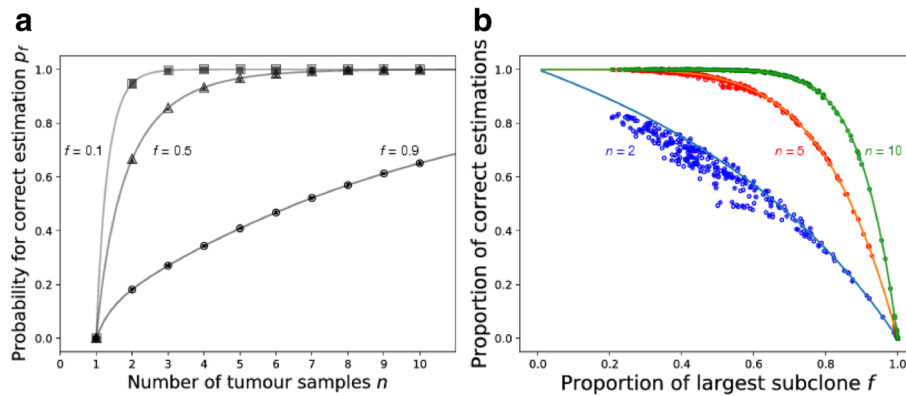 a
Probability for correct estimation p_f
1.0
0.8
0.6
0.4
0.2
0.0
f = 0.1
f = 0.5
f = 0.9
0 1 2 3 4 5 6 7 8 9 10
Number of tumour samples n
b
Proportion of correct estimations
1.0
0.8
0.6
0.4
0.2
0.0
n = 2
n = 5
n = 10
0.0 0.2 0.4 0.6 0.8 1.0
Proportion of largest subclone f